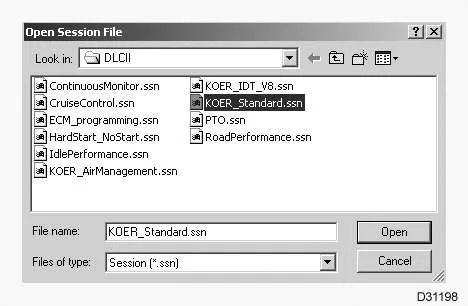 Open Session File
Look in: DLCII
ContinuousMonitor.ssn
CruiseControl.ssn
ECM_programming.ssn
HardStart_NoStart.ssn
IdlePerformance.ssn
KOER_AirManagement.ssn
KOER_IDT_V8.ssn
KOER_Standard.ssn
PTO.ssn
RoadPerformance.ssn
File name: KOER_Standard.ssn Open
Files of type: Session (*.ssn) Cancel
D31198